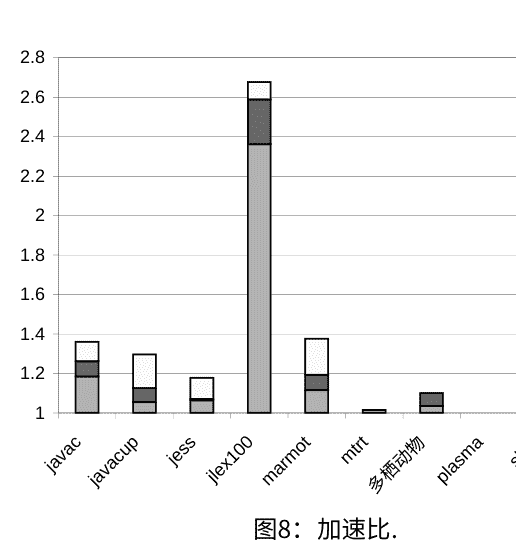 2.8
2.6
2.4
2.2
2
1.8
1.6
1.4
1.2
1
javac
javacup
jess
jlex100
marmot
mtrt
多栖动物
plasma
图8：加速比.